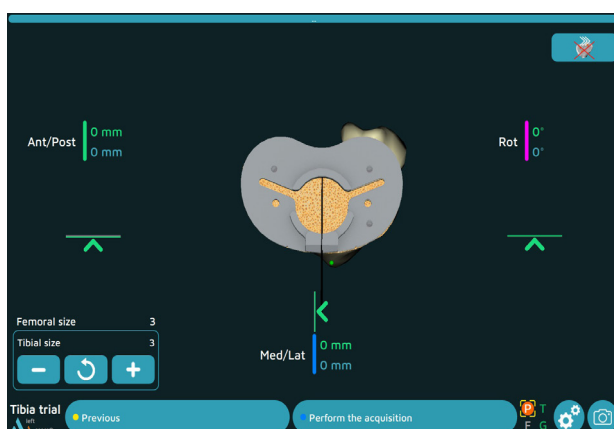 Ant/Post
0 mm
0 mm
Rot
0°
0°
Femoral size 3
Tibial size 3
Med/Lat
0 mm
0 mm
Tibia trial
left
Previous
Perform the acquisition
P T
F G